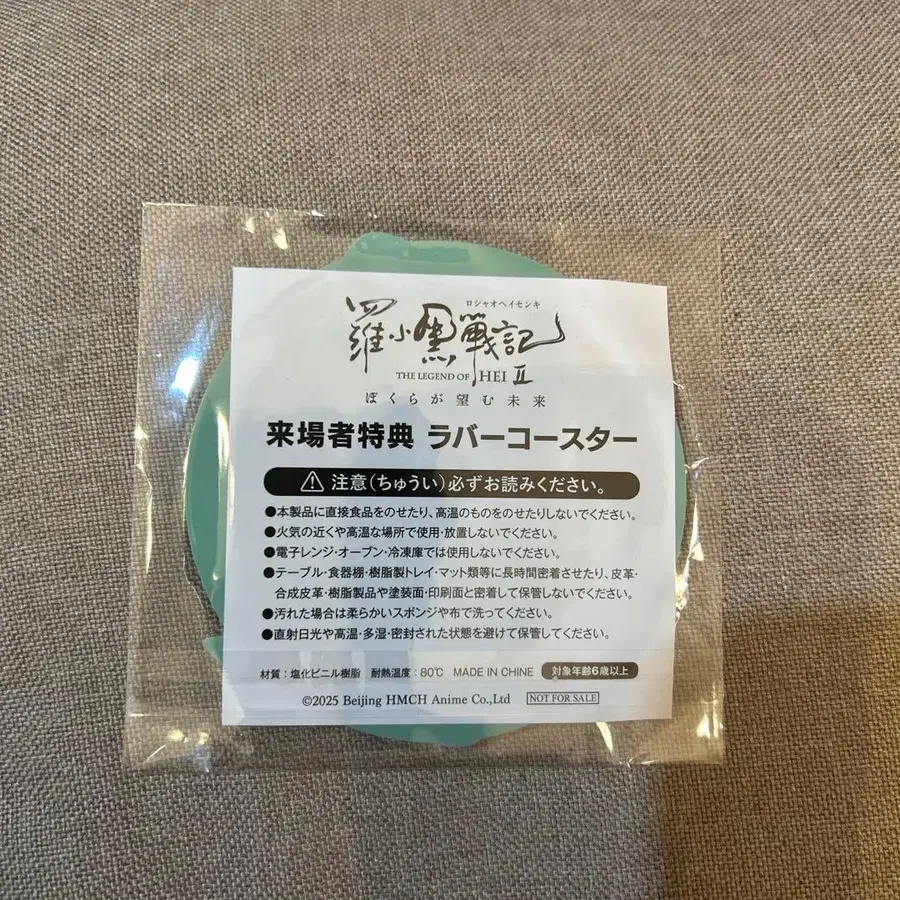 ロシャオヘイセンキ
羅小黒戰記
THE LEGEND OF HEI II
ぼくらが望む未来
来場者特典 ラバーコースター
注意(ちゅうい)必ずお読みください。
●本製品に直接食品をのせたり、高温のものをのせたりしないでください。
●火気の近くや高温な場所で使用・放置しないでください。
●電子レンジ・オーブン・冷凍庫では使用しないでください。
●テーブル・食器棚・樹脂製トレイ・マット類等に長時間密着させたり、皮革・
合成皮革・樹脂製品や塗装面・印刷面と密着して保管しないでください。
●汚れた場合は柔らかいスポンジや布で洗ってください。
●直射日光や高温・多湿・密封された状態を避けて保管してください。
材質：塩化ビニル樹脂 耐熱温度：80℃ MADE IN CHINE 対象年齢6歳以上
©2025 Beijing HMCH Anime Co.,Ltd NOT FOR SALE